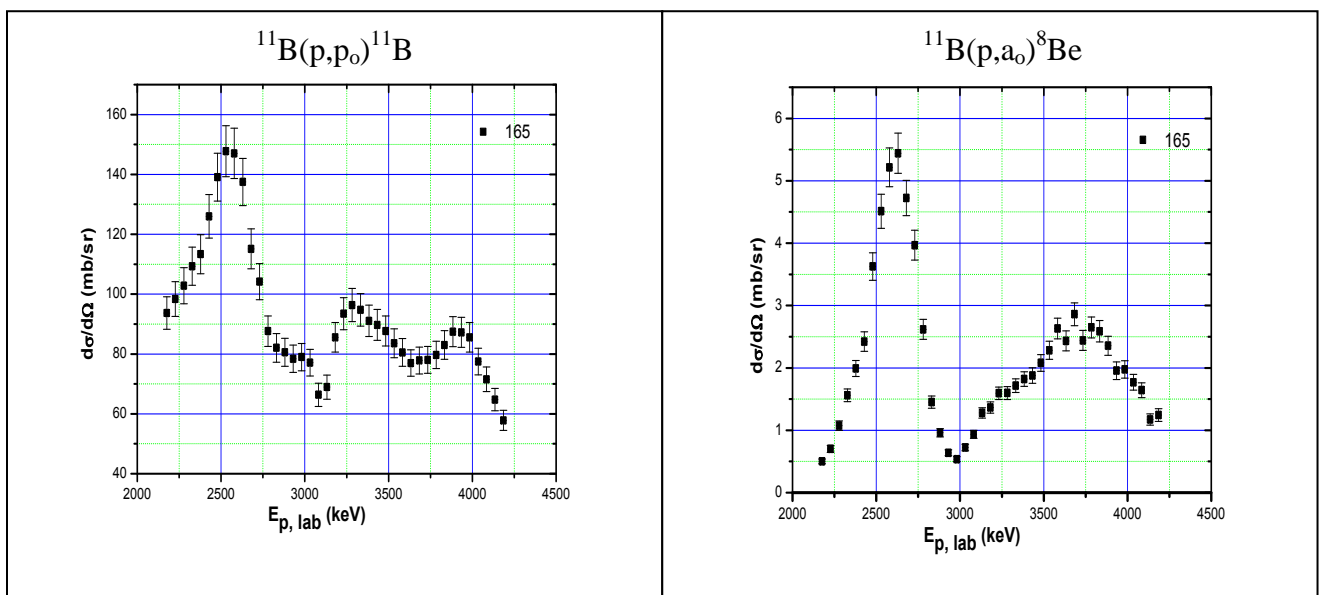 ¹¹B(p,pₒ)¹¹B
165
160
140
120
100
80
60
40
dσ/dΩ (mb/sr)
2000 2500 3000 3500 4000 4500
Eₚ, lab (keV)
¹¹B(p,aₒ)⁸Be
165
6
5
4
3
2
1
0
dσ/dΩ (mb/sr)
2000 2500 3000 3500 4000 4500
Eₚ, lab (keV)